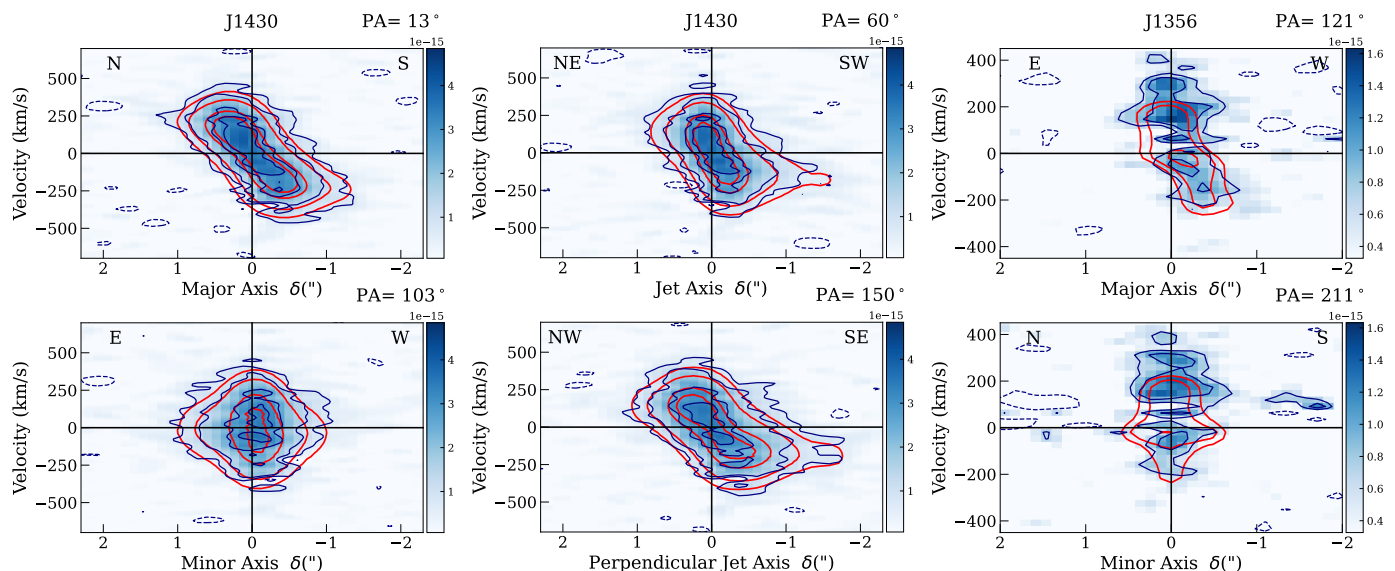 J1430 PA= 13°
1e−15
N S
500
250
0
−250
−500
Velocity (km/s)
2 1 0 −1 −2
Major Axis δ(")
4
3
2
1
J1430 PA= 60°
1e−15
NE SW
500
250
0
−250
−500
Velocity (km/s)
2 1 0 −1 −2
Jet Axis δ(")
4
3
2
1
J1356 PA= 121°
1e−15
E W
400
200
0
−200
−400
Velocity (km/s)
2 1 0 −1 −2
Major Axis δ(")
1.6
1.4
1.2
1.0
0.8
0.6
0.4
PA= 103°
1e−15
E W
500
250
0
−250
−500
Velocity (km/s)
2 1 0 −1 −2
Minor Axis δ(")
4
3
2
1
PA= 150°
1e−15
NW SE
500
250
0
−250
−500
Velocity (km/s)
2 1 0 −1 −2
Perpendicular Jet Axis δ(")
4
3
2
1
PA= 211°
1e−15
N S
400
200
0
−200
−400
Velocity (km/s)
2 1 0 −1 −2
Minor Axis δ(")
1.6
1.4
1.2
1.0
0.8
0.6
0.4